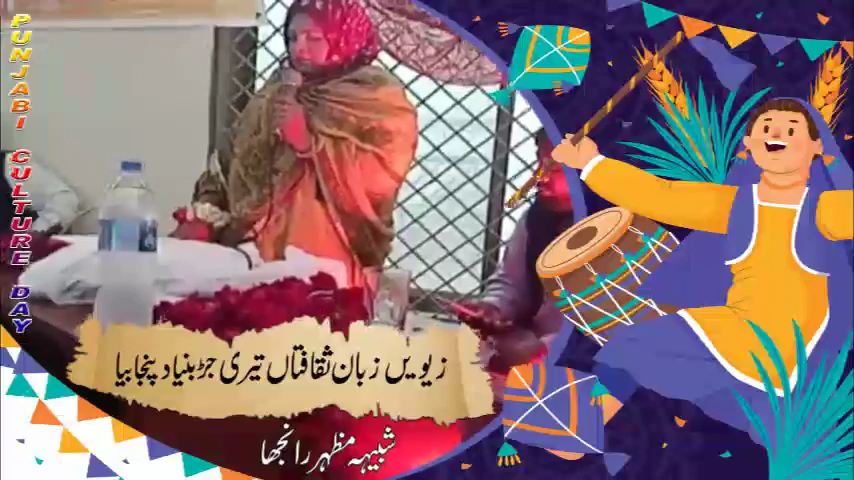 PUNJABI CULTURE DAY
زیویں زبان ثقافتاں تیری جڑ بنیاد پنجابیا
شبیہہ مظہر رانجھا